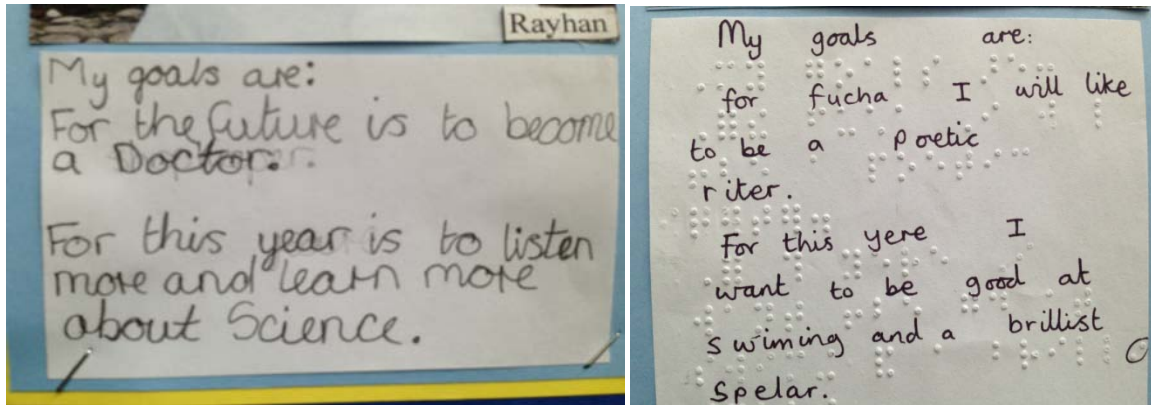 Rayhan
My goals are:
For the future is to become
a Doctor.
For this year is to listen
more and learn more
about Science.
My goals are:
for fucha I will like
to be a Poetic
riter.
For this yere I
want to be good at
swiming and a brillist
Spelar.